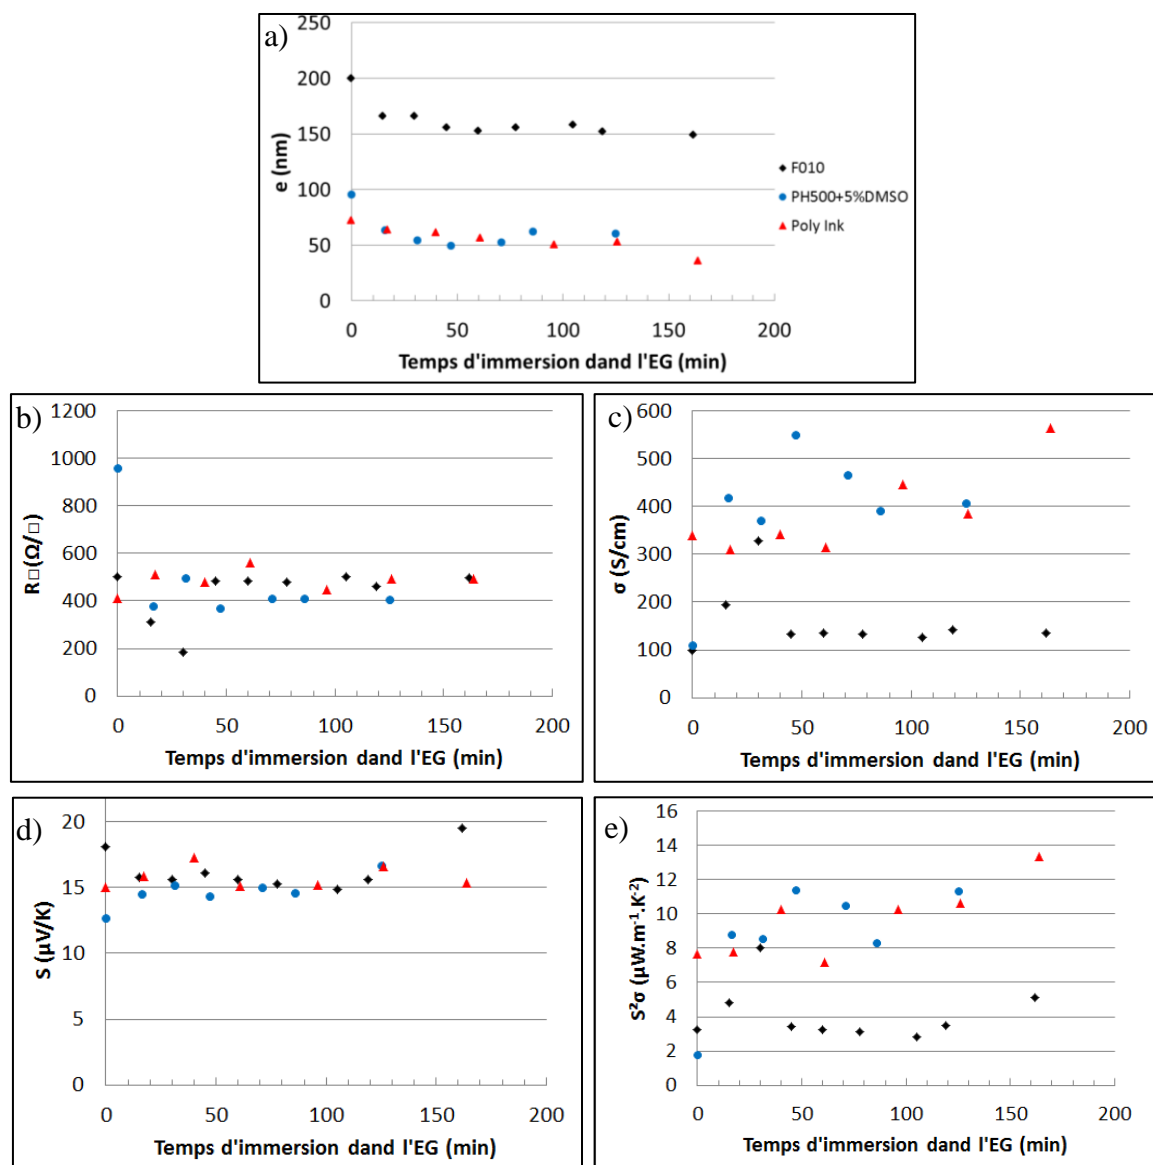 a)
250
200
150
100
50
0
e (nm)
0 50 100 150 200
Temps d'immersion dand l'EG (min)
F010
PH500+5%DMSO
Poly Ink
b)
1200
1000
800
600
400
200
0
R□(Ω/□)
0 50 100 150 200
Temps d'immersion dand l'EG (min)
c)
600
500
400
300
200
100
0
σ (S/cm)
0 50 100 150 200
Temps d'immersion dand l'EG (min)
d)
20
15
10
5
0
S (µV/K)
0 50 100 150 200
Temps d'immersion dand l'EG (min)
e)
16
14
12
10
8
6
4
2
0
S²σ (µW.m⁻¹.K⁻²)
0 50 100 150 200
Temps d'immersion dand l'EG (min)